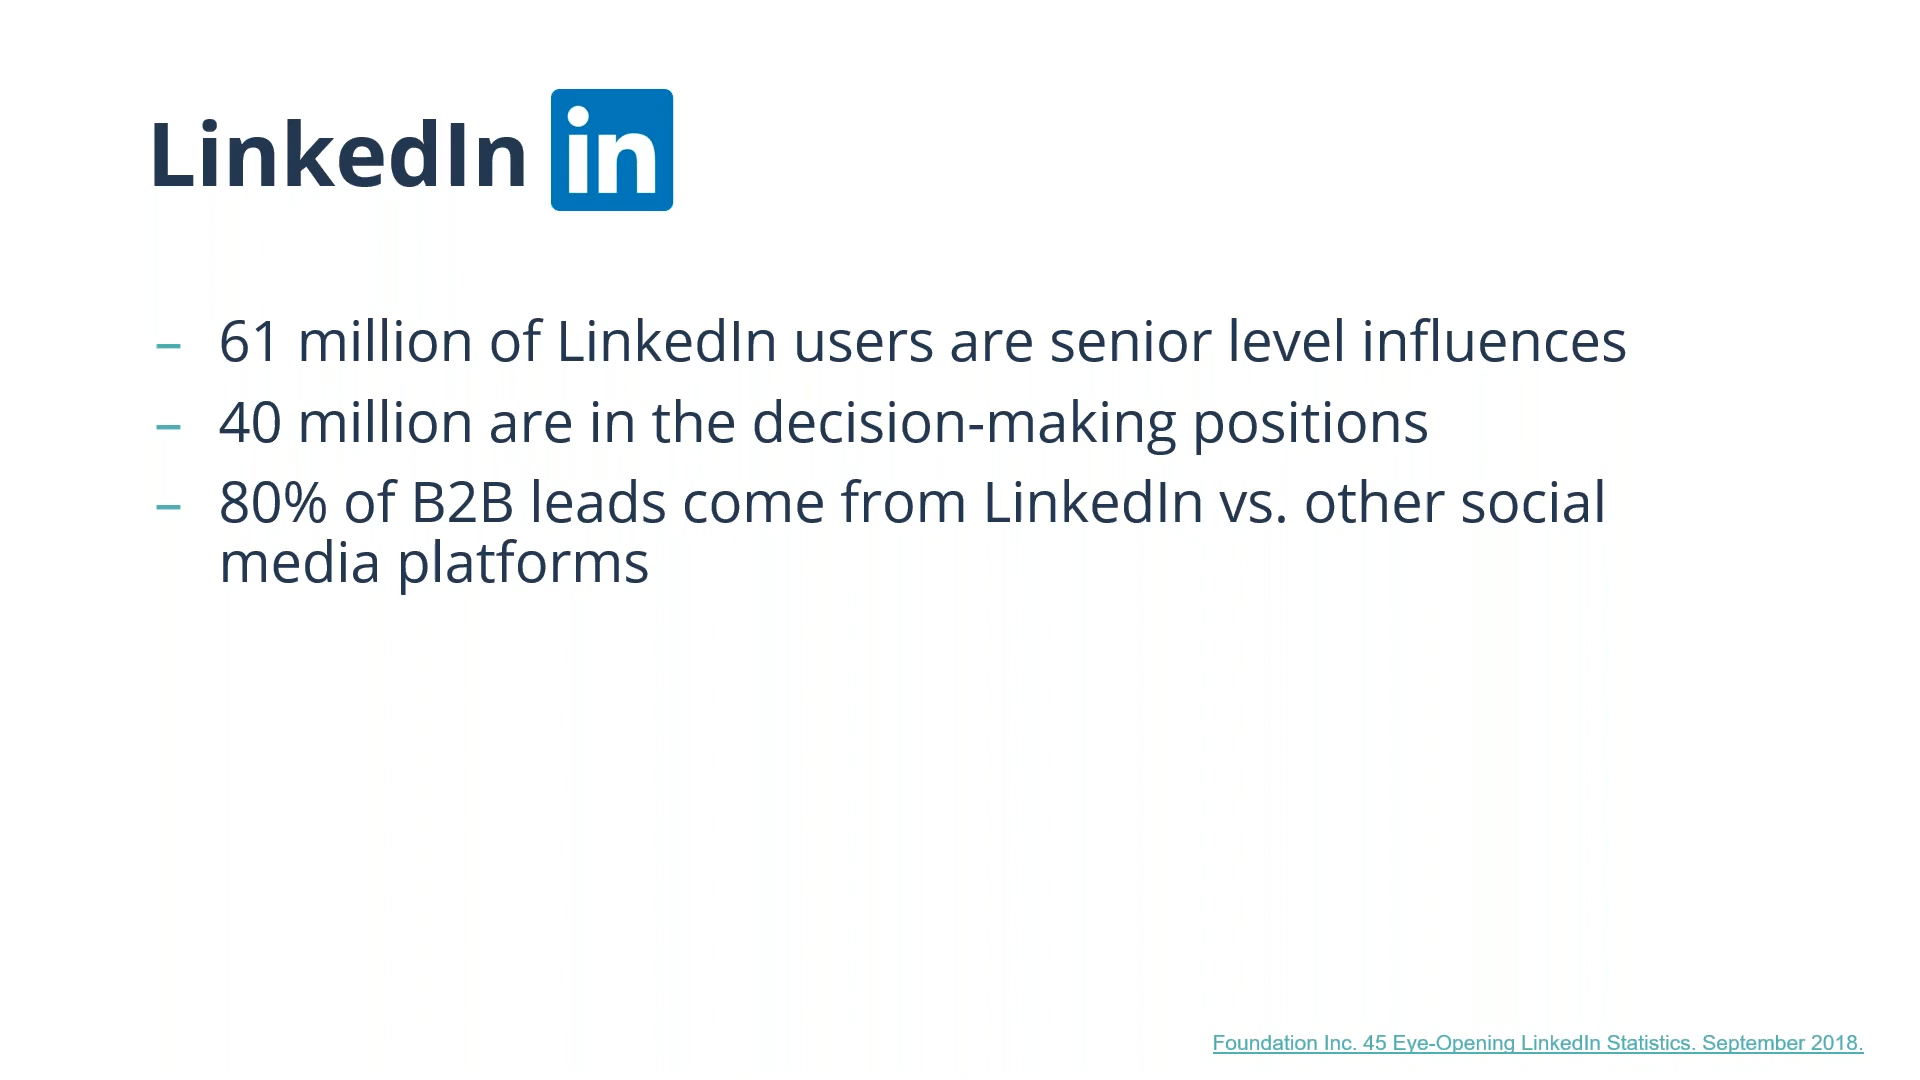 LinkedIn in
– 61 million of LinkedIn users are senior level influences
– 40 million are in the decision-making positions
– 80% of B2B leads come from LinkedIn vs. other social
media platforms
Foundation Inc. 45 Eye-Opening LinkedIn Statistics. September 2018.